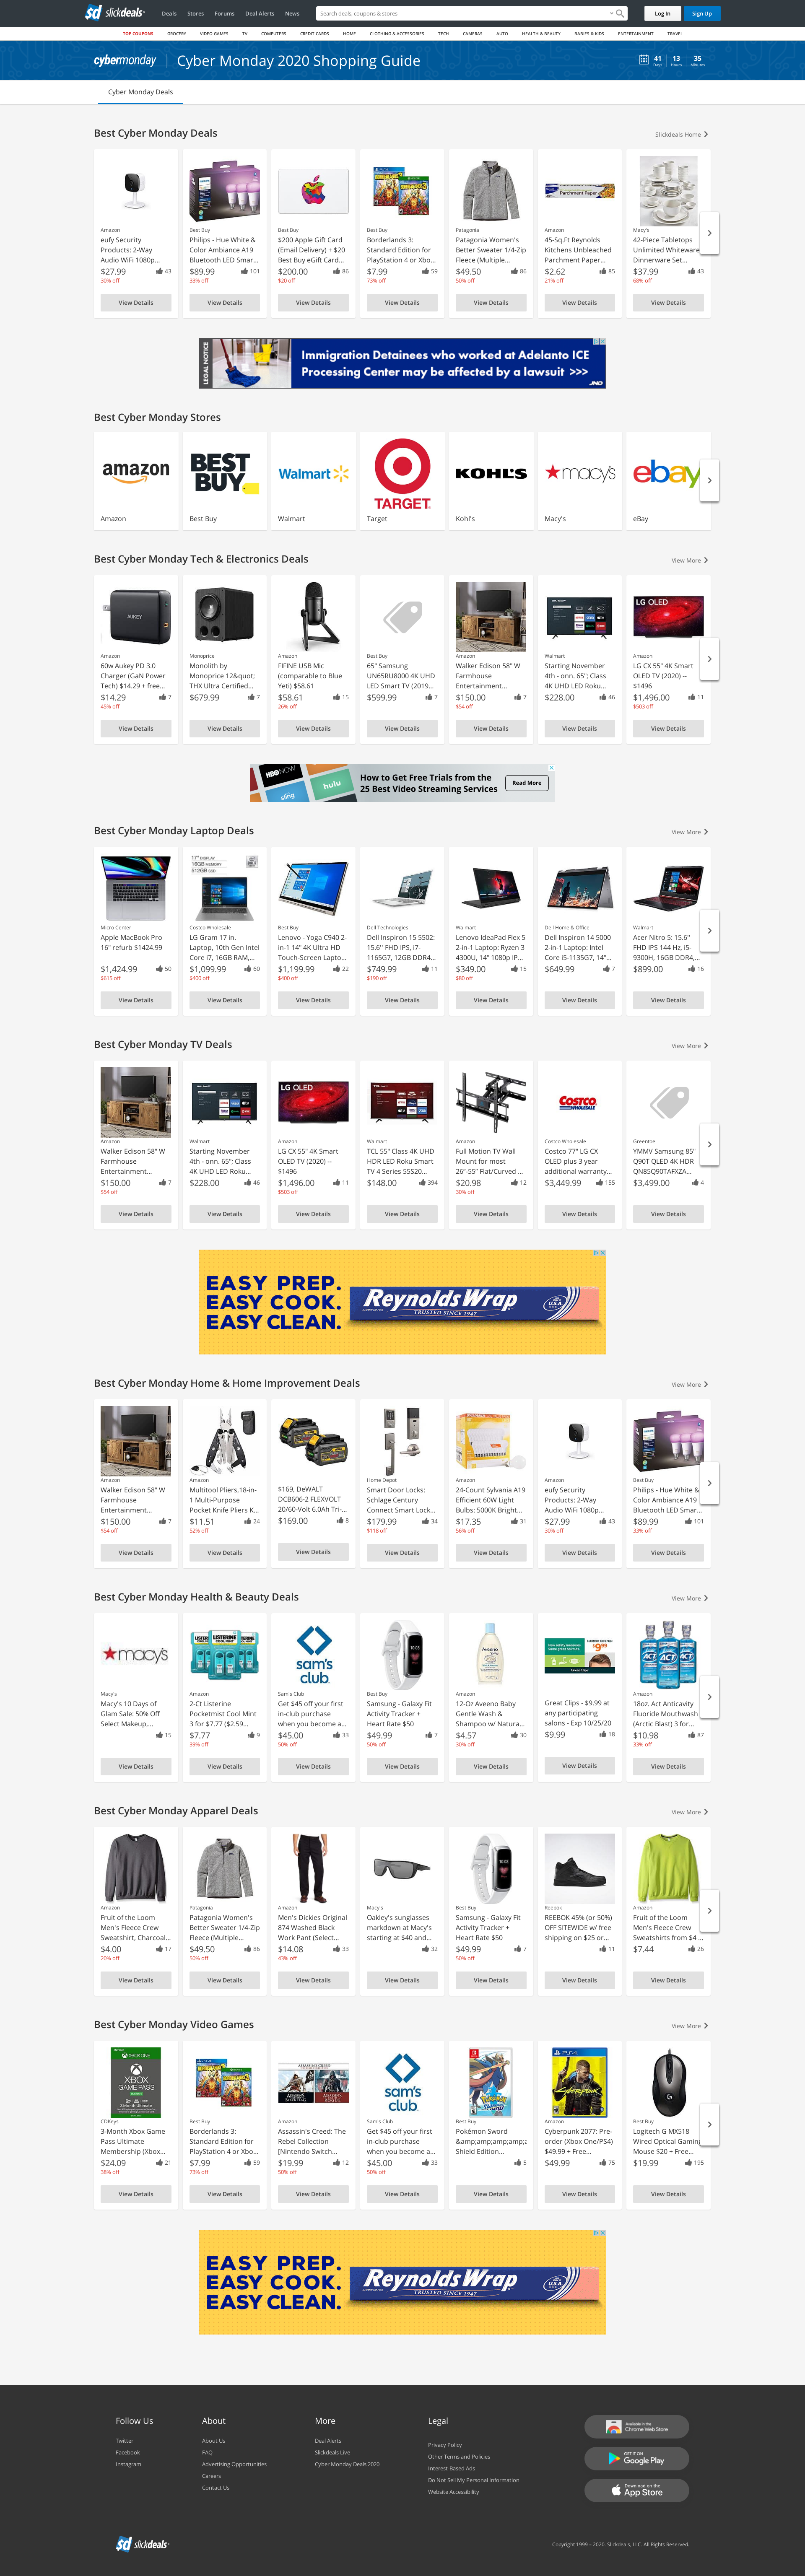 sd slickdeals
Deals Stores Forums Deal Alerts News
Search deals, coupons & stores
Log In Sign Up
TOP COUPONS GROCERY VIDEO GAMES TV COMPUTERS CREDIT CARDS HOME CLOTHING & ACCESSORIES TECH CAMERAS AUTO HEALTH & BEAUTY BABIES & KIDS ENTERTAINMENT TRAVEL
cybermonday Cyber Monday 2020 Shopping Guide
41 13 35
Days Hours Minutes
Cyber Monday Deals
Best Cyber Monday Deals
Slickdeals Home
Amazon
eufy Security
Products: 2-Way
Audio WiFi 1080p...
$27.99 43
30% off
View Details
Best Buy
Philips - Hue White &
Color Ambiance A19
Bluetooth LED Smar...
$89.99 101
33% off
View Details
Best Buy
$200 Apple Gift Card
(Email Delivery) + $20
Best Buy eGift Card...
$200.00 86
$20 off
View Details
Best Buy
Borderlands 3:
Standard Edition for
PlayStation 4 or Xbo...
$7.99 59
73% off
View Details
Patagonia
Patagonia Women's
Better Sweater 1/4-Zip
Fleece (Multiple...
$49.50 86
50% off
View Details
Parchment Paper
Amazon
45-Sq.Ft Reynolds
Kitchens Unbleached
Parchment Paper...
$2.62 85
21% off
View Details
Macy's
42-Piece Tabletops
Unlimited Whiteware
Dinnerware Set...
$37.99 43
68% off
View Details
LEGAL NOTICE
Immigration Detainees who worked at Adelanto ICE
Processing Center may be affected by a lawsuit >>>
JND
Best Cyber Monday Stores
amazon
Amazon
BEST
BUY
Best Buy
Walmart
Walmart
TARGET
Target
KOHL'S
Kohl's
macy's
Macy's
ebay
eBay
Best Cyber Monday Tech & Electronics Deals
View More
AUKEY
Amazon
60w Aukey PD 3.0
Charger (GaN Power
Tech) $14.29 + free...
$14.29 7
45% off
View Details
Monoprice
Monolith by
Monoprice 12&quot;
THX Ultra Certified...
$679.99 7
View Details
Amazon
FIFINE USB Mic
(comparable to Blue
Yeti) $58.61
$58.61 15
26% off
View Details
Best Buy
65" Samsung
UN65RU8000 4K UHD
LED Smart TV (2019...
$599.99 7
View Details
Amazon
Walker Edison 58" W
Farmhouse
Entertainment...
$150.00 7
$54 off
View Details
Walmart
Starting November
4th - onn. 65"; Class
4K UHD LED Roku...
$228.00 46
View Details
LG OLED
Amazon
LG CX 55" 4K Smart
OLED TV (2020) --
$1496
$1,496.00 11
$503 off
View Details
HBO NOW
sling
hulu
How to Get Free Trials from the
25 Best Video Streaming Services
Read More
Best Cyber Monday Laptop Deals
View More
Micro Center
Apple MacBook Pro
16" refurb $1424.99
$1,424.99 50
$615 off
View Details
17" DISPLAY
16GB MEMORY
512GB SSD
Costco Wholesale
LG Gram 17 in.
Laptop, 10th Gen Intel
Core i7, 16GB RAM,...
$1,099.99 60
$400 off
View Details
Best Buy
Lenovo - Yoga C940 2-
in-1 14" 4K Ultra HD
Touch-Screen Lapto...
$1,199.99 22
$400 off
View Details
Dell Technologies
Dell Inspiron 15 5502:
15.6" FHD IPS, i7-
1165G7, 12GB DDR4...
$749.99 11
$190 off
View Details
Walmart
Lenovo IdeaPad Flex 5
2-in-1 Laptop: Ryzen 3
4300U, 14" 1080p IP...
$349.00 15
$80 off
View Details
Dell Home & Office
Dell Inspiron 14 5000
2-in-1 Laptop: Intel
Core i5-1135G7, 14"...
$649.99 7
View Details
Walmart
Acer Nitro 5: 15.6''
FHD IPS 144 Hz, i5-
9300H, 16GB DDR4,...
$899.00 16
View Details
Best Cyber Monday TV Deals
View More
Amazon
Walker Edison 58" W
Farmhouse
Entertainment...
$150.00 7
$54 off
View Details
Walmart
Starting November
4th - onn. 65"; Class
4K UHD LED Roku...
$228.00 46
View Details
LG OLED
Amazon
LG CX 55" 4K Smart
OLED TV (2020) --
$1496
$1,496.00 11
$503 off
View Details
Walmart
TCL 55" Class 4K UHD
HDR LED Roku Smart
TV 4 Series 55S20...
$148.00 394
View Details
Amazon
Full Motion TV Wall
Mount for most
26"-55" Flat/Curved ...
$20.98 12
30% off
View Details
COSTCO
WHOLESALE
Costco Wholesale
Costco 77" LG CX
OLED plus 3 year
additional warranty...
$3,449.99 155
View Details
Greentoe
YMMV Samsung 85"
Q90T QLED 4K HDR
QN85Q90TAFXZA...
$3,499.00 4
View Details
EASY PREP.
EASY COOK.
EASY CLEAN.
Reynolds Wrap
TRUSTED SINCE 1947
U.S.A.
Best Cyber Monday Home & Home Improvement Deals
View More
Amazon
Walker Edison 58" W
Farmhouse
Entertainment...
$150.00 7
$54 off
View Details
Amazon
Multitool Pliers,18-in-
1 Multi-Purpose
Pocket Knife Pliers K...
$11.51 24
52% off
View Details
$169, DeWALT
DCB606-2 FLEXVOLT
20/60-Volt 6.0Ah Tri-...
$169.00 8
View Details
Home Depot
Smart Door Locks:
Schlage Century
Connect Smart Lock...
$179.99 34
$118 off
View Details
Amazon
24-Count Sylvania A19
Efficient 60W Light
Bulbs: 5000K Bright...
$17.35 31
56% off
View Details
Amazon
eufy Security
Products: 2-Way
Audio WiFi 1080p...
$27.99 43
30% off
View Details
Best Buy
Philips - Hue White &
Color Ambiance A19
Bluetooth LED Smar...
$89.99 101
33% off
View Details
Best Cyber Monday Health & Beauty Deals
View More
macy's
Macy's
Macy's 10 Days of
Glam Sale: 50% Off
Select Makeup,...
15
View Details
LISTERINE
Amazon
2-Ct Listerine
Pocketmist Cool Mint
3 for $7.77 ($2.59...
$7.77 9
39% off
View Details
sam's
club
Sam's Club
Get $45 off your first
in-club purchase
when you become a...
$45.00 33
50% off
View Details
Best Buy
Samsung - Galaxy Fit
Activity Tracker +
Heart Rate $50
$49.99 7
50% off
View Details
Aveeno
Baby
Amazon
12-Oz Aveeno Baby
Gentle Wash &
Shampoo w/ Natura...
$4.57 30
30% off
View Details
$9.99
Great Clips
Great Clips - $9.99 at
any participating
salons - Exp 10/25/20
$9.99 18
View Details
ACT
Amazon
18oz. Act Anticavity
Fluoride Mouthwash
(Arctic Blast) 3 for...
$10.98 87
33% off
View Details
Best Cyber Monday Apparel Deals
View More
Amazon
Fruit of the Loom
Men's Fleece Crew
Sweatshirt, Charcoal...
$4.00 17
20% off
View Details
Patagonia
Patagonia Women's
Better Sweater 1/4-Zip
Fleece (Multiple...
$49.50 86
50% off
View Details
Amazon
Men's Dickies Original
874 Washed Black
Work Pant (Select...
$14.08 33
43% off
View Details
Macy's
Oakley's sunglasses
markdown at Macy's
starting at $40 and...
32
View Details
Best Buy
Samsung - Galaxy Fit
Activity Tracker +
Heart Rate $50
$49.99 7
50% off
View Details
Reebok
REEBOK 45% (or 50%)
OFF SITEWIDE w/ free
shipping on $25 or...
11
View Details
Amazon
Fruit of the Loom
Men's Fleece Crew
Sweatshirts from $4 ...
$7.44 26
View Details
Best Cyber Monday Video Games
View More
XBOX ONE
XBOX
GAME PASS
CDKeys
3-Month Xbox Game
Pass Ultimate
Membership (Xbox...
$24.09 21
38% off
View Details
Best Buy
Borderlands 3:
Standard Edition for
PlayStation 4 or Xbo...
$7.99 59
73% off
View Details
Amazon
Assassin's Creed: The
Rebel Collection
[Nintendo Switch...
$19.99 12
50% off
View Details
sam's
club
Sam's Club
Get $45 off your first
in-club purchase
when you become a...
$45.00 33
50% off
View Details
Best Buy
Pokémon Sword
&amp;amp;amp;amp;a
Shield Edition...
5
View Details
PS4
Cyberpunk
Amazon
Cyberpunk 2077: Pre-
order (Xbox One/PS4)
$49.99 + Free...
$49.99 75
View Details
Best Buy
Logitech G MX518
Wired Optical Gaming
Mouse $20 + Free...
$19.99 195
View Details
EASY PREP.
EASY COOK.
EASY CLEAN.
Reynolds Wrap
TRUSTED SINCE 1947
U.S.A.
Follow Us
Twitter
Facebook
Instagram
About
About Us
FAQ
Advertising Opportunities
Careers
Contact Us
More
Deal Alerts
Slickdeals Live
Cyber Monday Deals 2020
Legal
Privacy Policy
Other Terms and Policies
Interest-Based Ads
Do Not Sell My Personal Information
Website Accessibility
Available in the
Chrome Web Store
GET IT ON
Google Play
Download on the
App Store
sd slickdeals
Copyright 1999 - 2020. Slickdeals, LLC. All Rights Reserved.